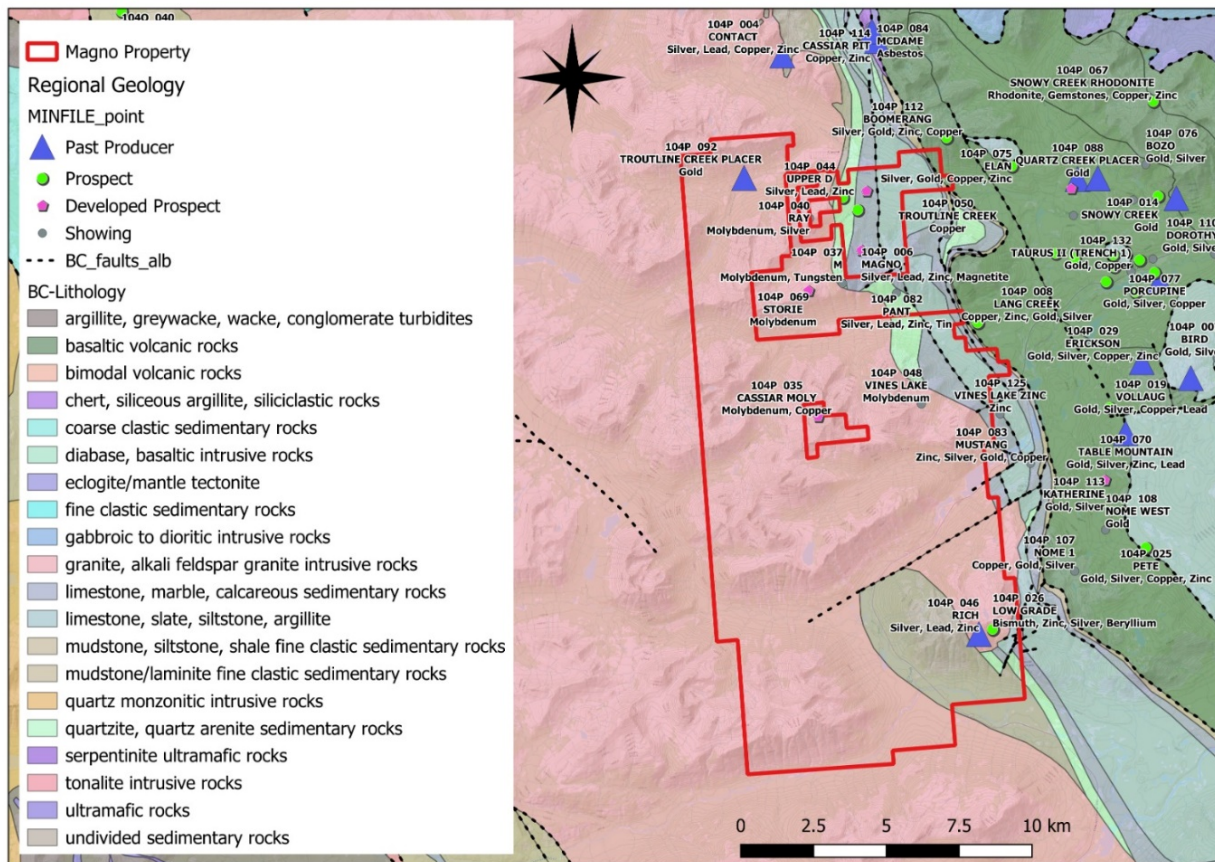 104O 040
Magno Property
Regional Geology
MINFILE_point
Past Producer
Prospect
Developed Prospect
Showing
BC_faults_alb
BC-Lithology
argillite, greywacke, wacke, conglomerate turbidites
basaltic volcanic rocks
bimodal volcanic rocks
chert, siliceous argillite, siliciclastic rocks
coarse clastic sedimentary rocks
diabase, basaltic intrusive rocks
eclogite/mantle tectonite
fine clastic sedimentary rocks
gabbroic to dioritic intrusive rocks
granite, alkali feldspar granite intrusive rocks
limestone, marble, calcareous sedimentary rocks
limestone, slate, siltstone, argillite
mudstone, siltstone, shale fine clastic sedimentary rocks
mudstone/laminite fine clastic sedimentary rocks
quartz monzonitic intrusive rocks
quartzite, quartz arenite sedimentary rocks
serpentinite ultramafic rocks
tonalite intrusive rocks
ultramafic rocks
undivided sedimentary rocks
104P 004
CONTACT
Silver, Lead, Copper, Zinc
104P 114
CASSIAR PIT
Copper, Zinc
104P 084
MCDAME
Asbestos
104P 067
SNOWY CREEK RHODONITE
Rhodonite, Gemstones, Copper, Zinc
104P 112
BOOMERANG
Silver, Gold, Zinc, Copper
104P 076
BOZO
Gold, Silver
104P 092
TROUTLINE CREEK PLACER
Gold
104P 044
UPPER D
Silver, Lead, Zinc
104P 075
ELAN
Silver, Gold, Copper, Zinc
104P 088
QUARTZ CREEK PLACER
Gold
104P 040
RAY
Molybdenum, Silver
104P 050
TROUTLINE CREEK
Copper
104P 014
SNOWY CREEK
Gold
104P 110
DOROTHY
Gold, Silver
104P 037
M
Molybdenum, Tungsten
104P 006
MAGNO
Silver, Lead, Zinc, Magnetite
104P 132
TAURUS II (TRENCH 1)
Gold, Copper
104P 077
PORCUPINE
Gold, Silver, Copper
104P 069
STORIE
Molybdenum
104P 082
PANT
Silver, Lead, Zinc, Tin
104P 008
LANG CREEK
Copper, Zinc, Gold, Silver
104P 029
ERICKSON
Gold, Silver, Copper, Zinc
104P 00
BIRD
Gold, Silve
104P 035
CASSIAR MOLY
Molybdenum, Copper
104P 048
VINES LAKE
Molybdenum
104P 125
VINES LAKE ZINC
Zinc
104P 019
VOLLAUG
Gold, Silver, Copper, Lead
104P 083
MUSTANG
Zinc, Silver, Gold, Copper
104P 070
TABLE MOUNTAIN
Gold, Silver, Zinc, Lead
104P 113
KATHERINE
Gold, Silver
104P 108
NOME WEST
Gold
104P 107
NOME 1
Copper, Gold, Silver
104P 025
PETE
Gold, Silver, Copper, Zinc
104P 046
RICH
Silver, Lead, Zinc
104P 026
LOW GRADE
Bismuth, Zinc, Silver, Beryllium
0 2.5 5 7.5 10 km